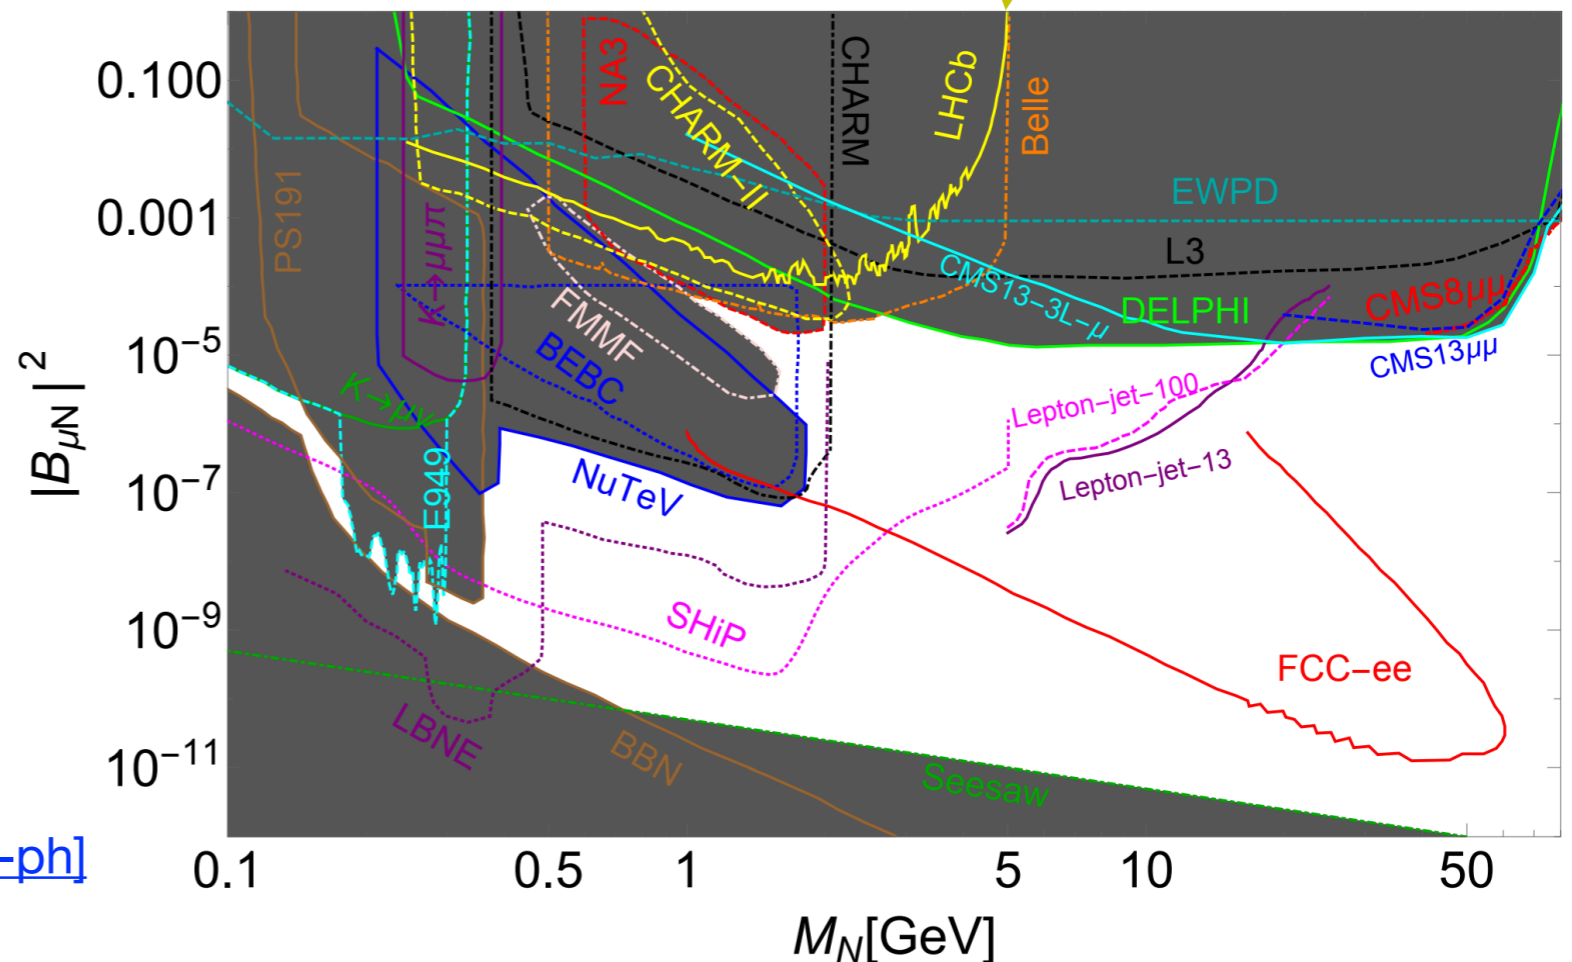 0.100
0.001
10−5
10−7
10−9
10−11
|BμN|2
PS191
K→μμπ
NA3
CHARM-II
CHARM
LHCb
Belle
EWPD
L3
CMS13-3L-μ
DELPHI
CMS8μμ
CMS13μμ
FMMF
BEBC
K→μν
E949
NuTeV
Lepton-jet-100
Lepton-jet-13
SHiP
FCC-ee
LBNE
BBN
Seesaw
-ph]
0.1 0.5 1 5 10 50
MN[GeV]